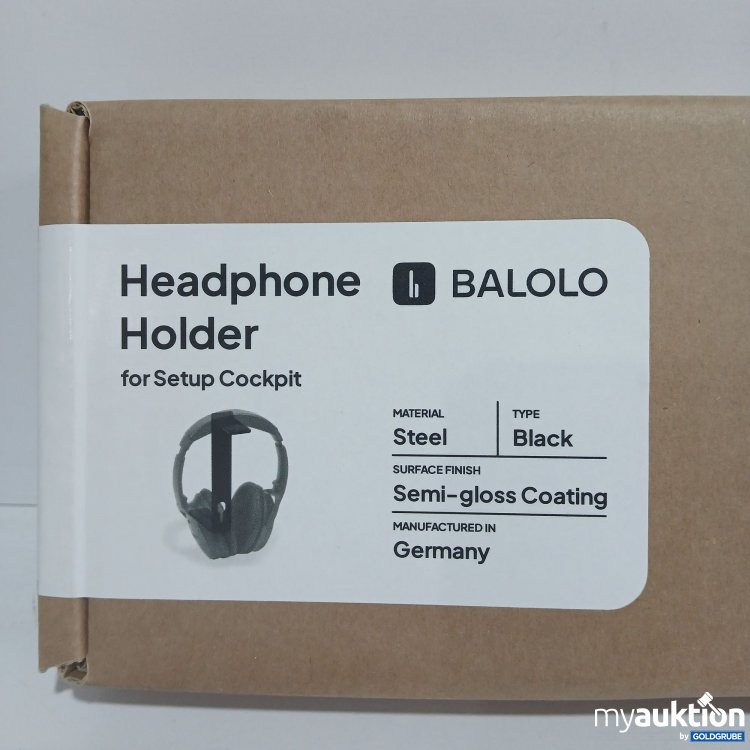 Headphone
Holder
for Setup Cockpit
BALOLO
MATERIAL
Steel
TYPE
Black
SURFACE FINISH
Semi-gloss Coating
MANUFACTURED IN
Germany
myauktion
by GOLDGRUBE